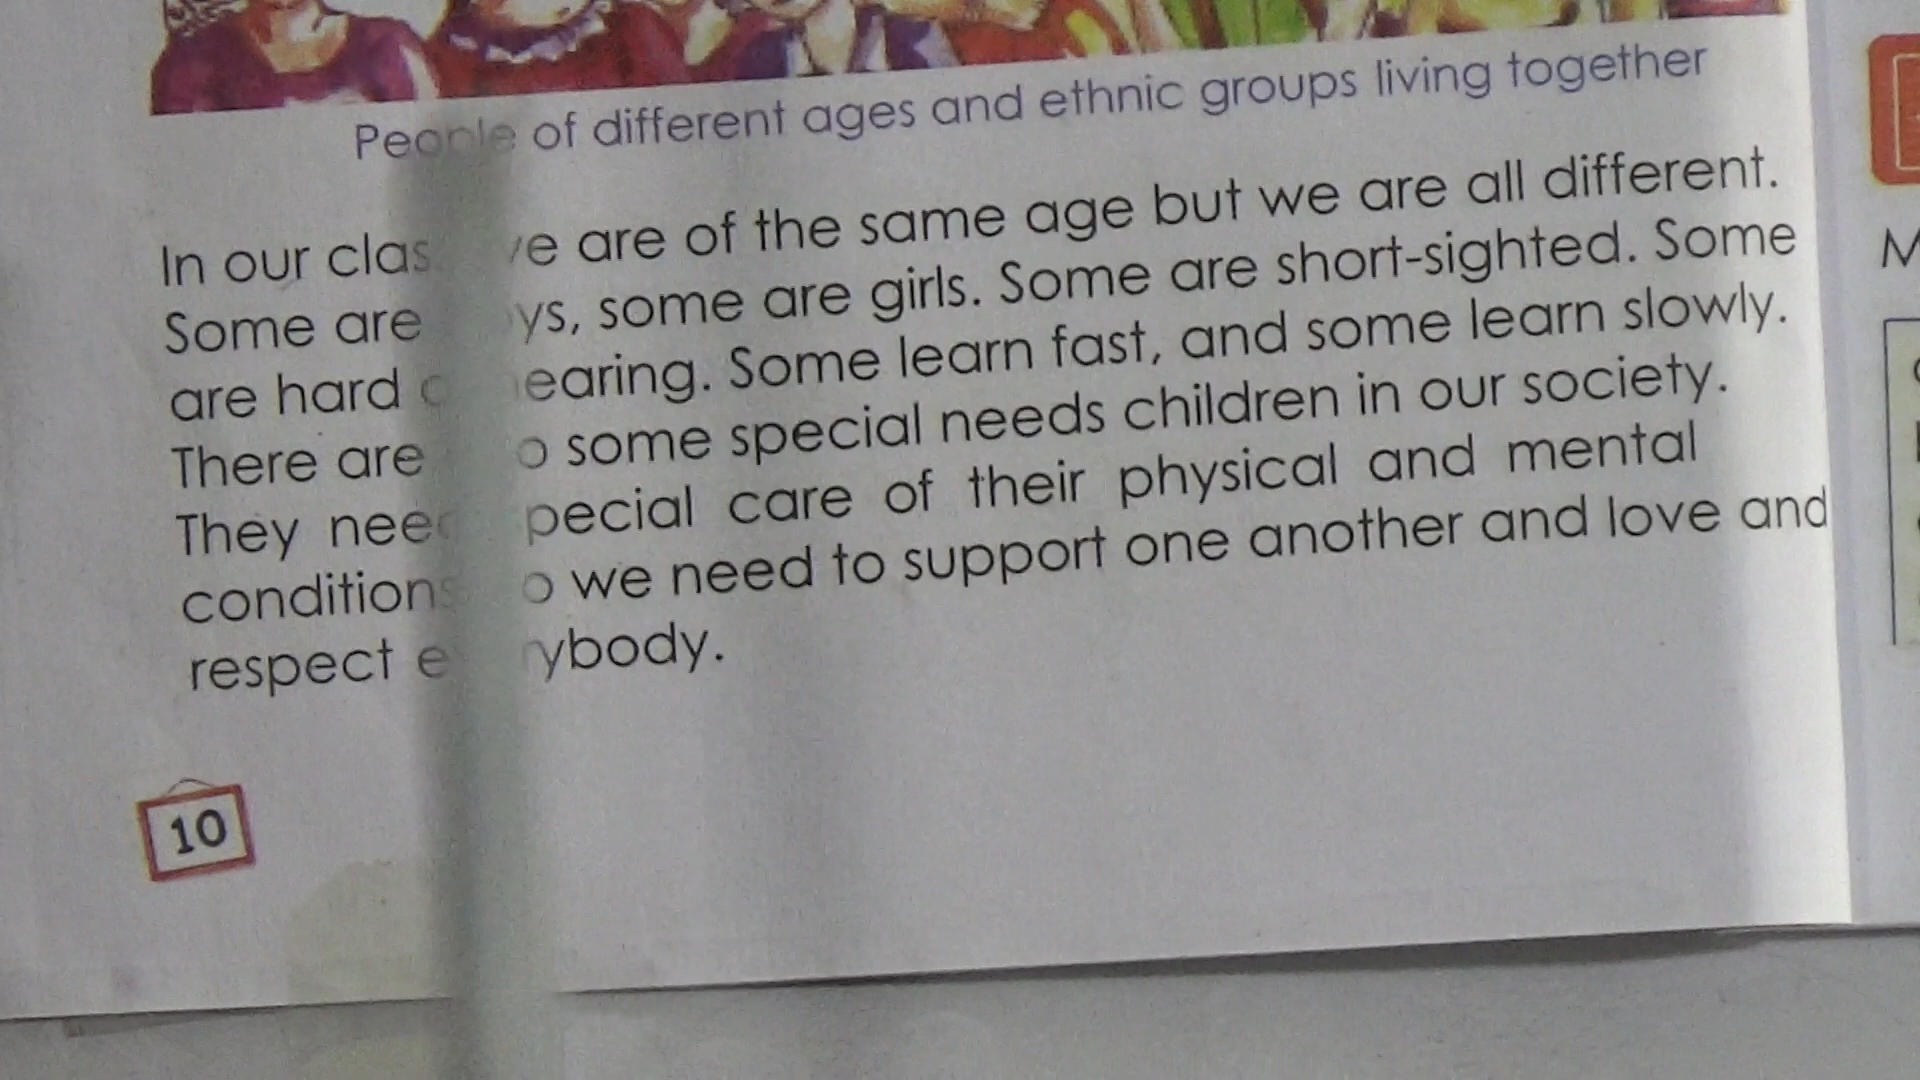 People of different ages and ethnic groups living together
In our clas e are of the same age but we are all different.
Some are ys, some are girls. Some are short-sighted. Some
are hard earing. Some learn fast, and some learn slowly.
There are o some special needs children in our society.
They need pecial care of their physical and mental
conditions o we need to support one another and love and
respect e ybody.
10